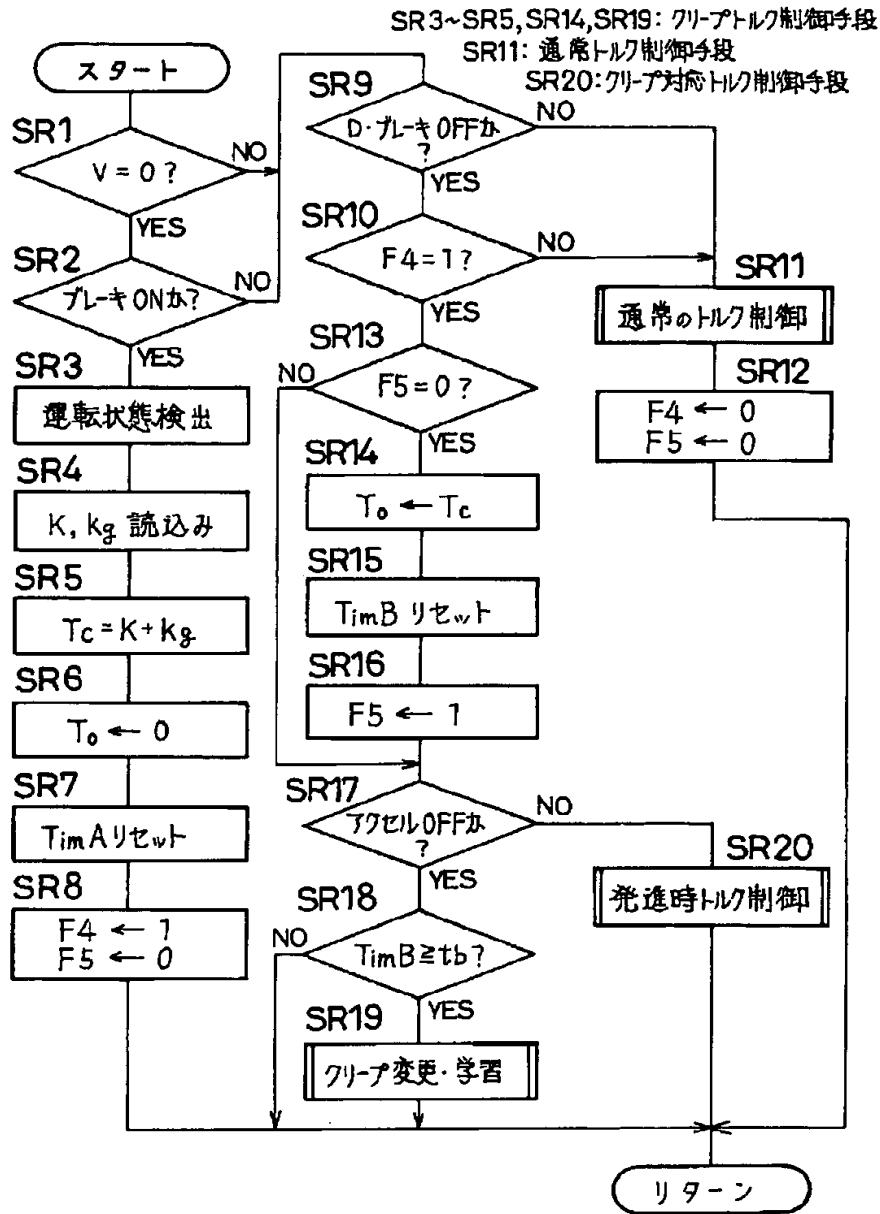 SR3~SR5,SR14,SR19: クリープトルク制御手段
SR11: 通常トルク制御手段
SR20:クリープ対応トルク制御手段
スタート
SR1
V = 0 ?
NO
YES
SR2
ブレーキONか?
NO
YES
SR3
運転状態検出
SR4
K, kg 読込み
SR5
Tc = K + kg
SR6
To ← 0
SR7
TimAリセット
SR8
F4 ← 1
F5 ← 0
SR9
D・ブレーキOFFか
?
NO
YES
SR10
F4=1?
NO
YES
SR11
通常のトルク制御
SR12
F4 ← 0
F5 ← 0
SR13
F5=0?
NO
YES
SR14
To ← Tc
SR15
TimB リセット
SR16
F5 ← 1
SR17
アクセルOFFか
?
NO
YES
SR18
TimB≧tb?
NO
YES
SR19
クリープ変更・学習
SR20
発進時トルク制御
リターン